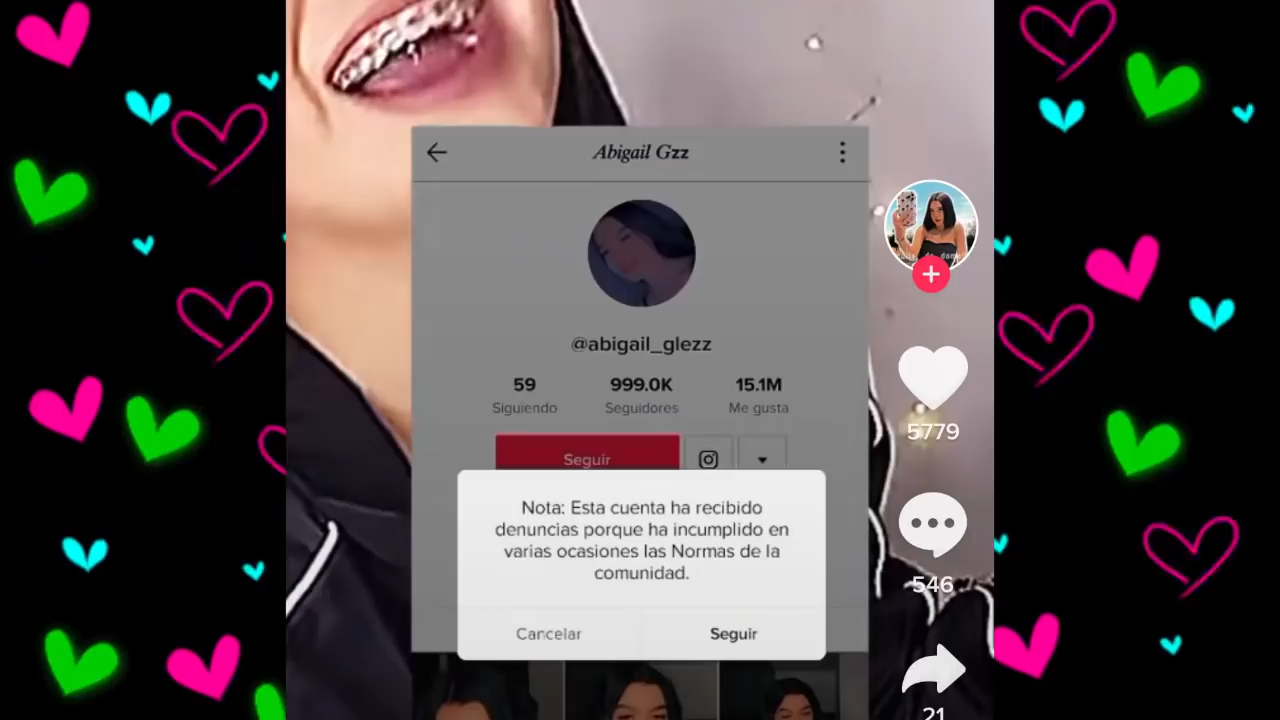 Abigail Gzz
@abigail_glezz
59 999.0K 15.1M
Siguiendo Seguidores Me gusta
Seguir
Nota: Esta cuenta ha recibido
denuncias porque ha incumplido en
varias ocasiones las Normas de la
comunidad.
Cancelar Seguir
5779
546
21